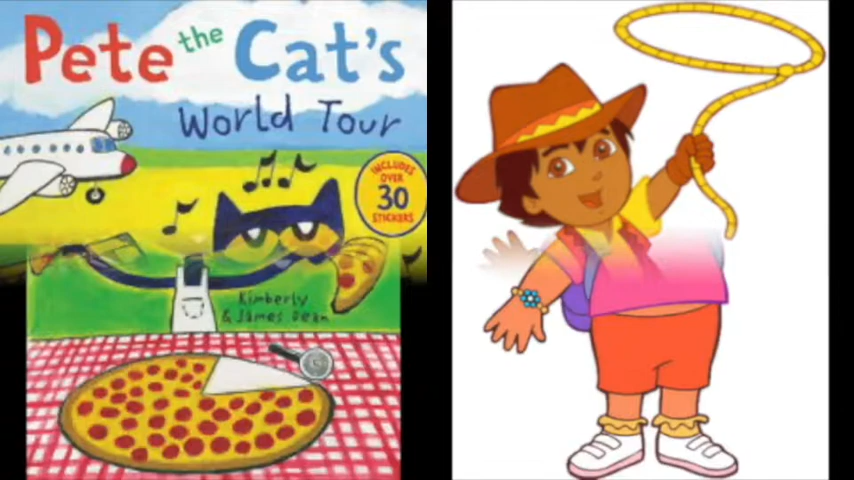 Pete the Cat's
World Tour
INCLUDES
OVER
30
STICKERS
Kimberly
& James Dean